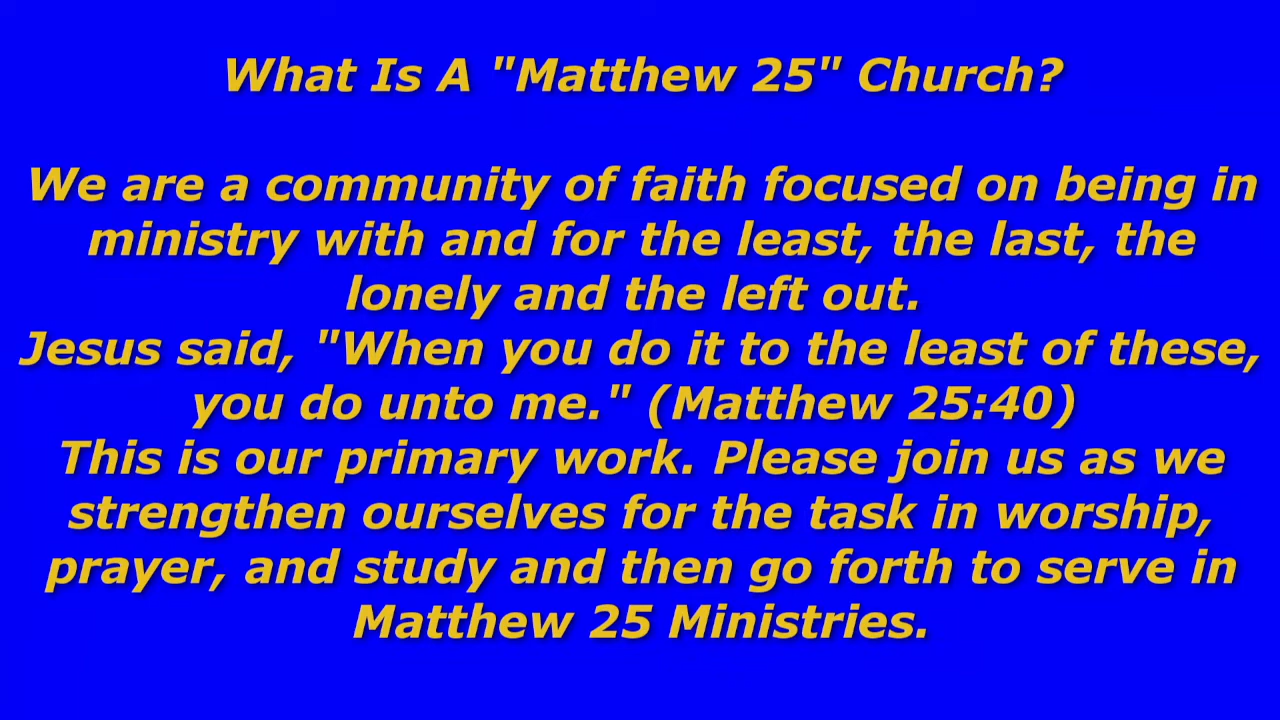 What Is A "Matthew 25" Church?
We are a community of faith focused on being in
ministry with and for the least, the last, the
lonely and the left out.
Jesus said, "When you do it to the least of these,
you do unto me." (Matthew 25:40)
This is our primary work. Please join us as we
strengthen ourselves for the task in worship,
prayer, and study and then go forth to serve in
Matthew 25 Ministries.